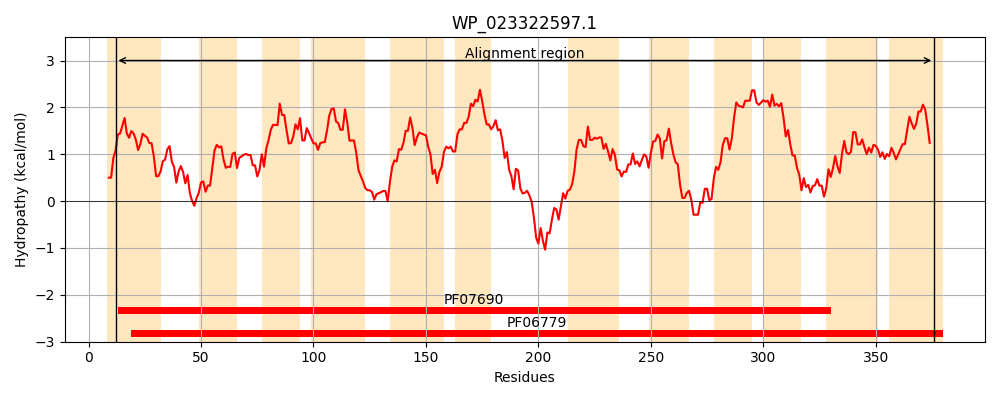 WP_023322597.1
Alignment region
3
2
1
0
−1
−2
−3
Hydropathy (kcal/mol)
PF07690
PF06779
0 50 100 150 200 250 300 350
Residues